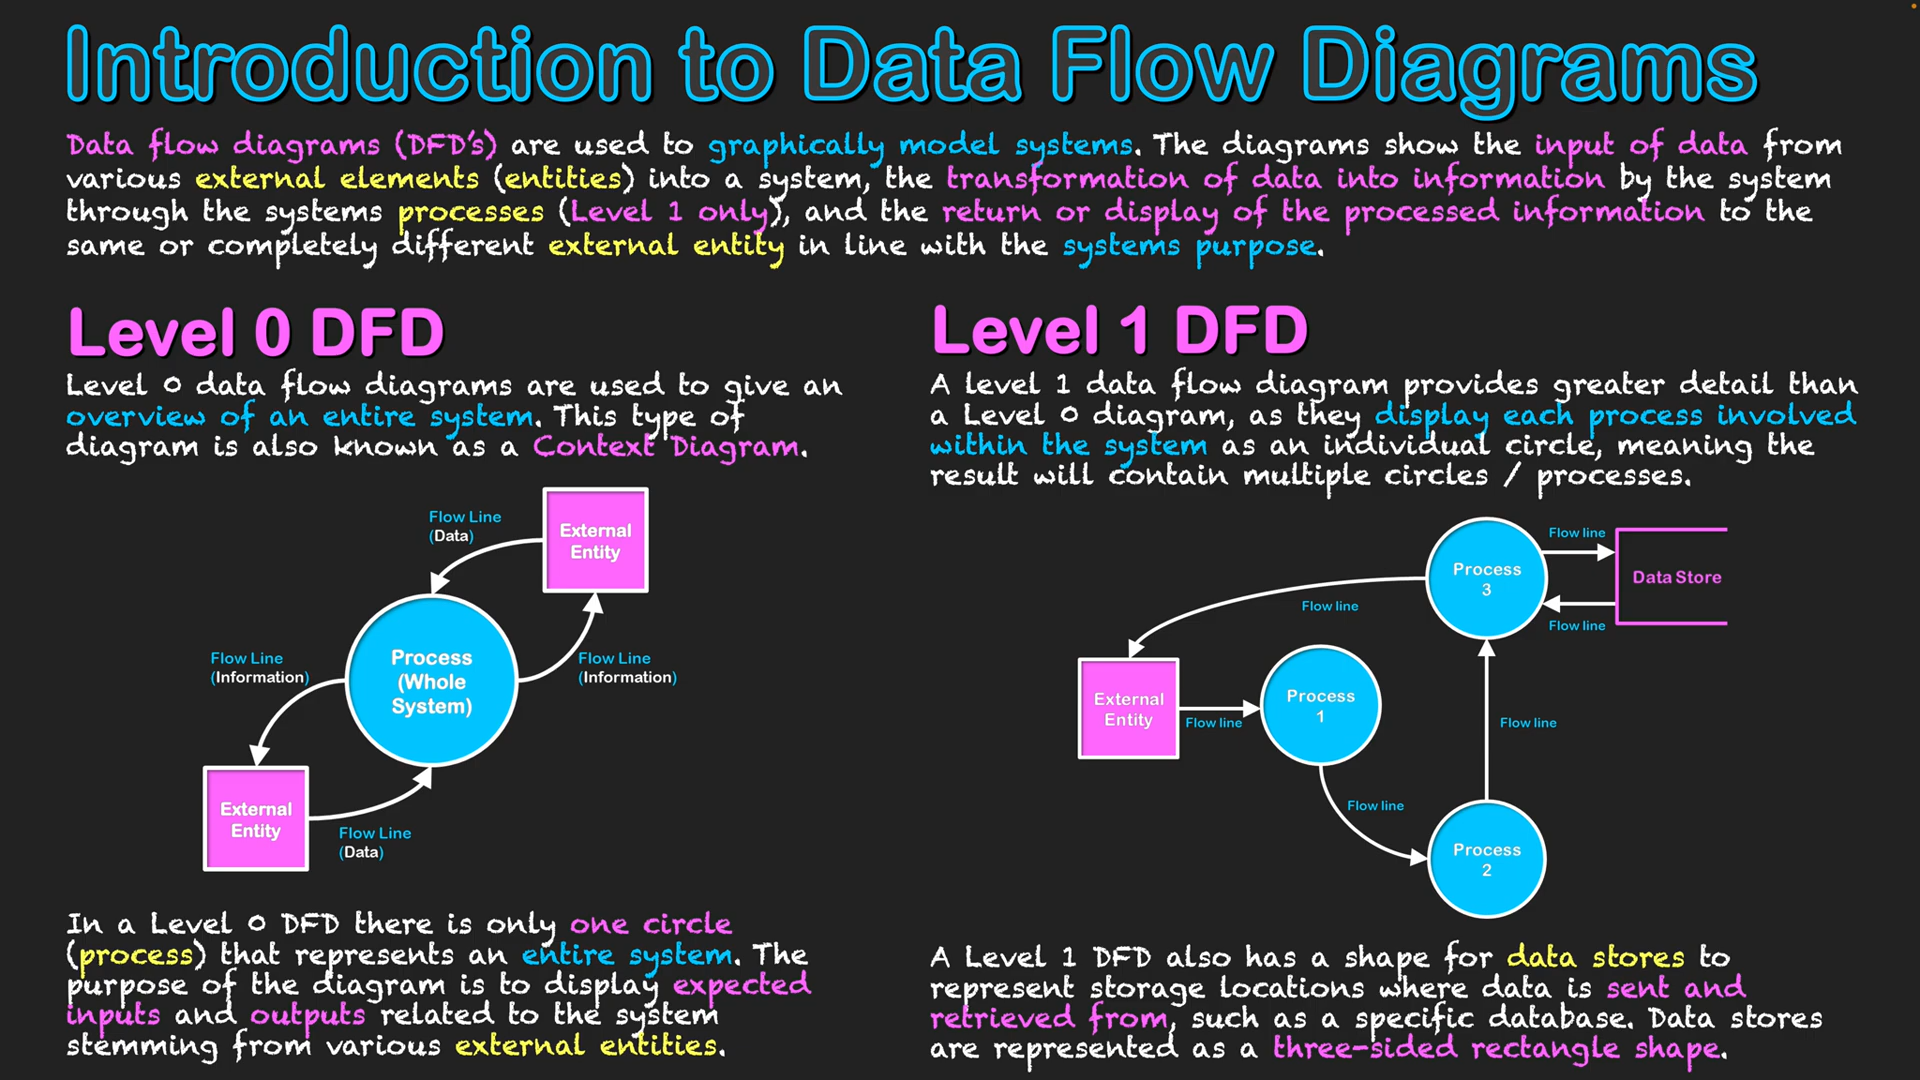 Introduction to Data Flow Diagrams
Data flow diagrams (DFD's) are used to graphically model systems. The diagrams show the input of data from
various external elements (entities) into a system, the transformation of data into information by the system
through the systems processes (Level 1 only), and the return or display of the processed information to the
same or completely different external entity in line with the systems purpose.
Level 0 DFD
Level 0 data flow diagrams are used to give an
overview of an entire system. This type of
diagram is also known as a Context Diagram.
Flow Line
(Data)
External
Entity
Process
(Whole
System)
Flow Line
(Information)
Flow Line
(Information)
External
Entity
Flow Line
(Data)
In a Level 0 DFD there is only one circle
(process) that represents an entire system. The
purpose of the diagram is to display expected
inputs and outputs related to the system
stemming from various external entities.
Level 1 DFD
A level 1 data flow diagram provides greater detail than
a Level 0 diagram, as they display each process involved
within the system as an individual circle, meaning the
result will contain multiple circles / processes.
Process
3
Flow line
Data Store
Flow line
Flow line
External
Entity
Flow line
Process
1
Flow line
Flow line
Process
2
A Level 1 DFD also has a shape for data stores to
represent storage locations where data is sent and
retrieved from, such as a specific database. Data stores
are represented as a three-sided rectangle shape.